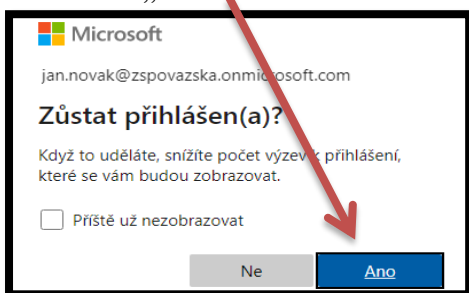 Microsoft
jan.novak@zspovazska.onmicrosoft.com
Zůstat přihlášen(a)?
Když to uděláte, snížíte počet výzev k přihlášení,
které se vám budou zobrazovat.
Příště už nezobrazovat
Ne
Ano